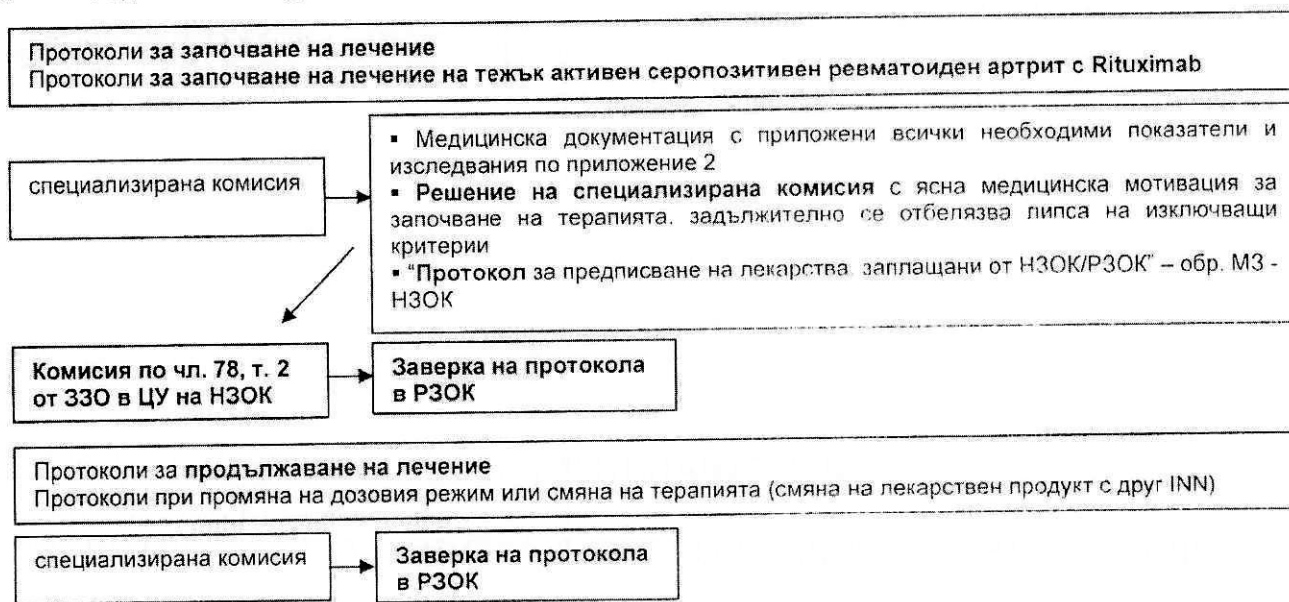 Протоколи за започване на лечение
Протоколи за започване на лечение на тежък активен серопозитивен ревматоиден артрит с Rituximab
специализирана комисия
▪ Медицинска документация с приложени всички необходими показатели и
изследвания по приложение 2
▪ Решение на специализирана комисия с ясна медицинска мотивация за
започване на терапията. задължително се отбелязва липса на изключващи
критерии
▪ "Протокол за предписване на лекарства заплащани от НЗОК/РЗОК" – обр. МЗ -
НЗОК
Комисия по чл. 78, т. 2
от ЗЗО в ЦУ на НЗОК
Заверка на протокола
в РЗОК
Протоколи за продължаване на лечение
Протоколи при промяна на дозовия режим или смяна на терапията (смяна на лекарствен продукт с друг INN)
специализирана комисия
Заверка на протокола
в РЗОК